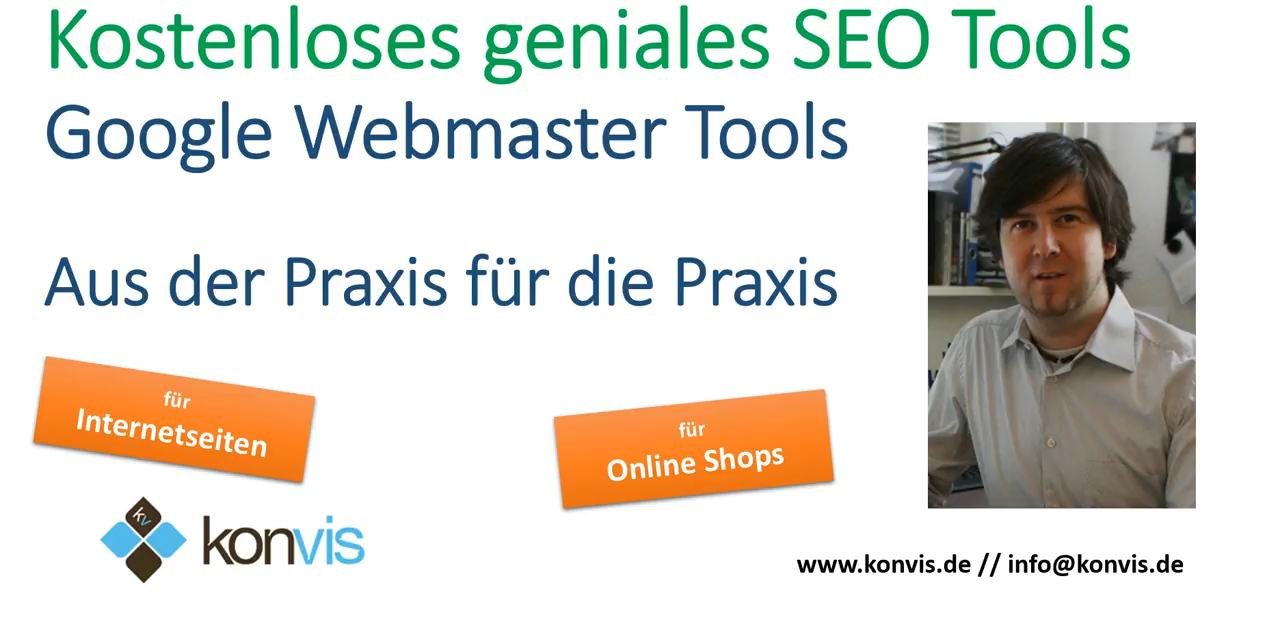 Kostenloses geniales SEO Tools
Google Webmaster Tools
Aus der Praxis für die Praxis
für
Internetseiten
für
Online Shops
kv
konvis
www.konvis.de // info@konvis.de